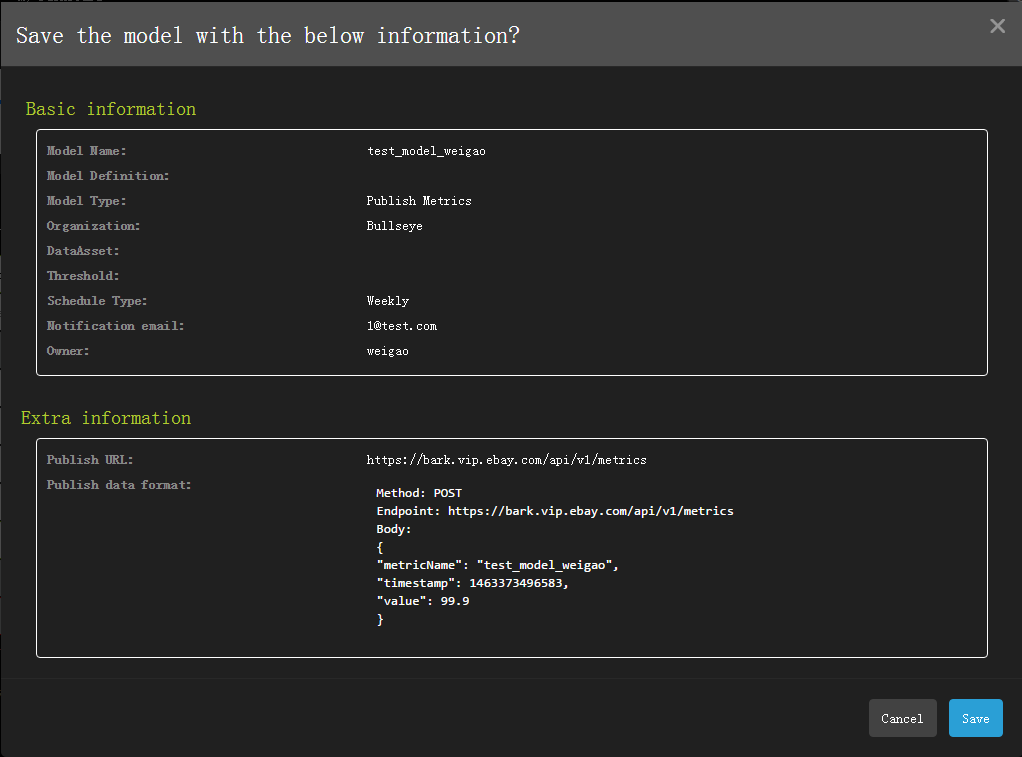 Save the model with the below information?
Basic information
Model Name: test_model_weigao
Model Definition:
Model Type: Publish Metrics
Organization: Bullseye
DataAsset:
Threshold:
Schedule Type: Weekly
Notification email: 1@test.com
Owner: weigao
Extra information
Publish URL: https://bark.vip.ebay.com/api/v1/metrics
Publish data format:
Method: POST
Endpoint: https://bark.vip.ebay.com/api/v1/metrics
Body:
{
"metricName": "test_model_weigao",
"timestamp": 1463373496583,
"value": 99.9
}
Cancel Save